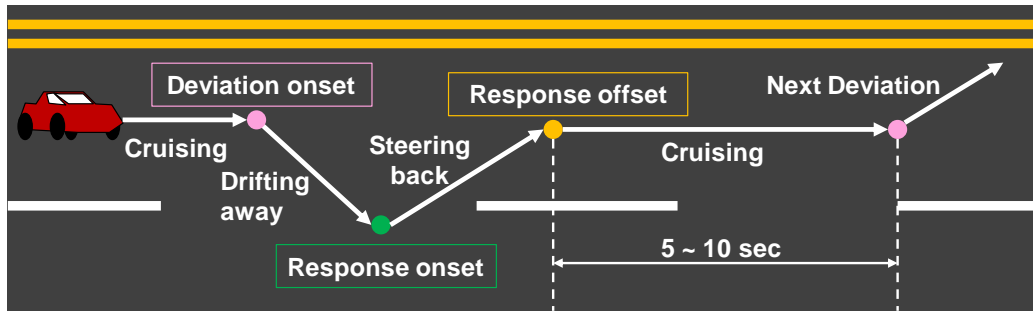 Deviation onset
Cruising
Drifting
away
Response onset
Steering
back
Response offset
Cruising
Next Deviation
5 ~ 10 sec